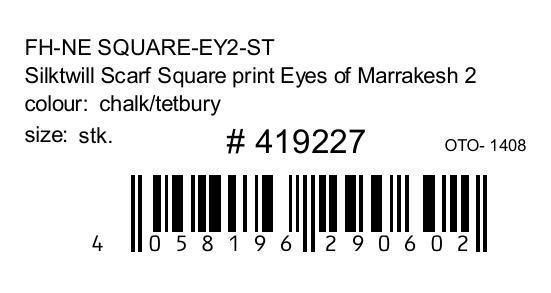 FH-NE SQUARE-EY2-ST
Silktwill Scarf Square print Eyes of Marrakesh 2
colour: chalk/tetbury
size: stk. # 419227 OTO- 1408
4 058196 290602